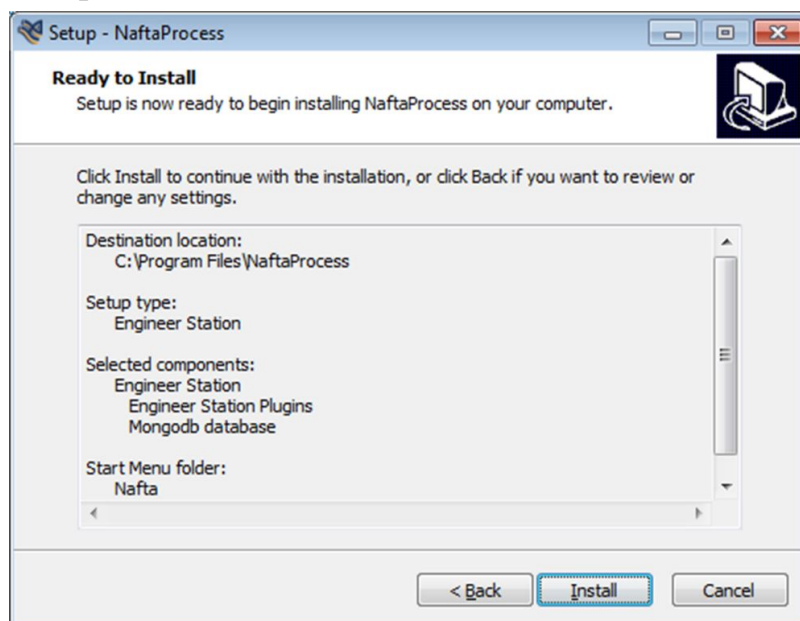 Setup - NaftaProcess
Ready to Install
Setup is now ready to begin installing NaftaProcess on your computer.
Click Install to continue with the installation, or click Back if you want to review or
change any settings.
Destination location:
C:\Program Files\NaftaProcess
Setup type:
Engineer Station
Selected components:
Engineer Station
Engineer Station Plugins
Mongodb database
Start Menu folder:
Nafta
< Back
Install
Cancel